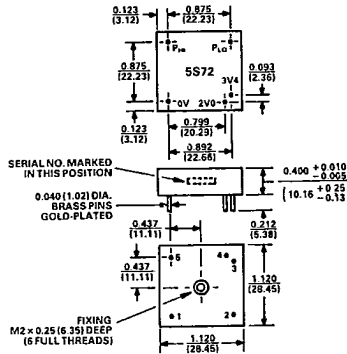 0.123
(3.12)
0.875
(22.23)
PHI
PLO
5S72
0.875
(22.23)
3V4
0.093
(2.36)
0V
2V0
0.123
(3.12)
0.799
(20.29)
0.892
(22.66)
SERIAL NO. MARKED
IN THIS POSITION
0.400 +0.010
-0.005
(10.16 +0.25
-0.13
0.040 (1.02) DIA.
BRASS PINS
GOLD-PLATED
0.212
(5.38)
0.437
(11.11)
5
4
3
0.437
(11.11)
1.120
(28.45)
FIXING
M2 × 0.25 (6.35) DEEP
(6 FULL THREADS)
1
2
1.120
(28.45)